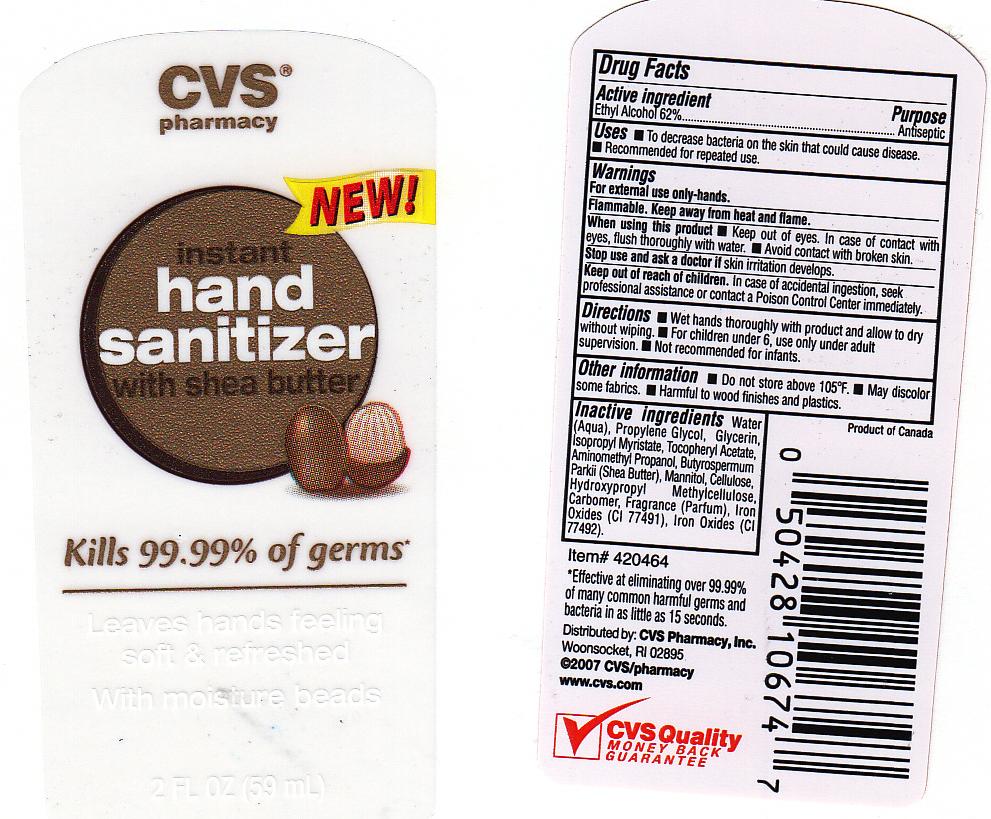 CVS®
pharmacy
NEW!
instant
hand
sanitizer
with shea butter
Kills 99.99% of germs*
Leaves hands feeling
soft & refreshed
With moisture beads
2 FL OZ (59 mL)
Drug Facts
Active ingredient Purpose
Ethyl Alcohol 62%........................................ Antiseptic
Uses ■ To decrease bacteria on the skin that could cause disease.
■ Recommended for repeated use.
Warnings
For external use only-hands.
Flammable. Keep away from heat and flame.
When using this product ■ Keep out of eyes. In case of contact with
eyes, flush thoroughly with water. ■ Avoid contact with broken skin.
Stop use and ask a doctor if skin irritation develops.
Keep out of reach of children. In case of accidental ingestion, seek
professional assistance or contact a Poison Control Center immediately.
Directions ■ Wet hands thoroughly with product and allow to dry
without wiping. ■ For children under 6, use only under adult
supervision. ■ Not recommended for infants.
Other information ■ Do not store above 105°F. ■ May discolor
some fabrics. ■ Harmful to wood finishes and plastics.
Inactive ingredients Water
(Aqua), Propylene Glycol, Glycerin,
Isopropyl Myristate, Tocopheryl Acetate,
Aminomethyl Propanol, Butyrospermum
Parkii (Shea Butter), Mannitol, Cellulose,
Hydroxypropyl Methylcellulose,
Carbomer, Fragrance (Parfum), Iron
Oxides (CI 77491), Iron Oxides (CI
77492).
Product of Canada
0 50428 10674 7
Item# 420464
*Effective at eliminating over 99.99%
of many common harmful germs and
bacteria in as little as 15 seconds.
Distributed by: CVS Pharmacy, Inc.
Woonsocket, RI 02895
©2007 CVS/pharmacy
www.cvs.com
CVS Quality
MONEY BACK
GUARANTEE